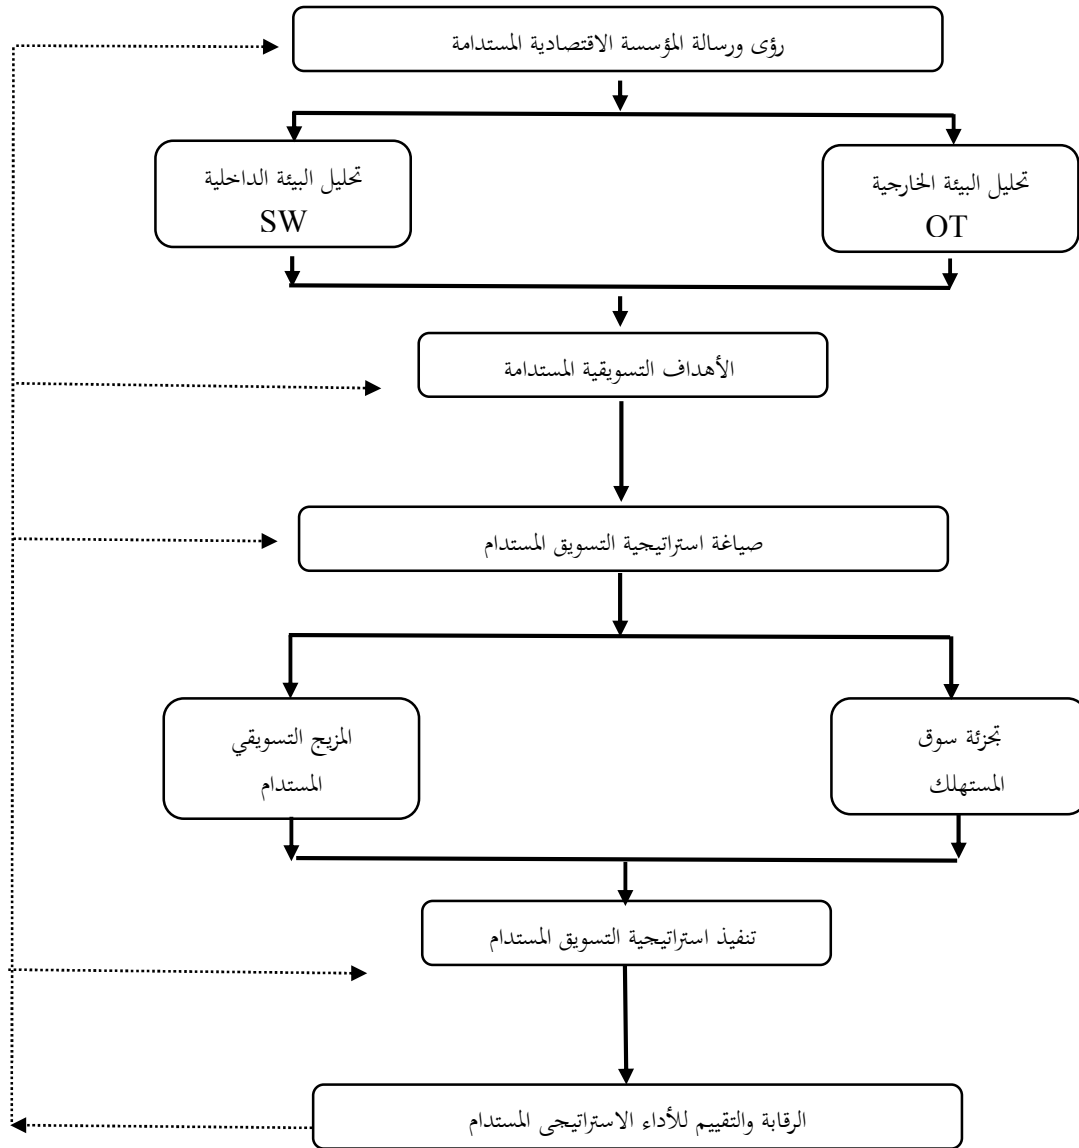 رؤى ورسالة المؤسسة الاقتصادية المستدامة
تحليل البيئة الخارجية
OT
تحليل البيئة الداخلية
SW
الأهداف التسويقية المستدامة
صياغة استراتيجية التسويق المستدام
تجزئة سوق
المستهلك
المزيج التسويقي
المستدام
تنفيذ استراتيجية التسويق المستدام
الرقابة والتقييم للأداء الاستراتيجي المستدام